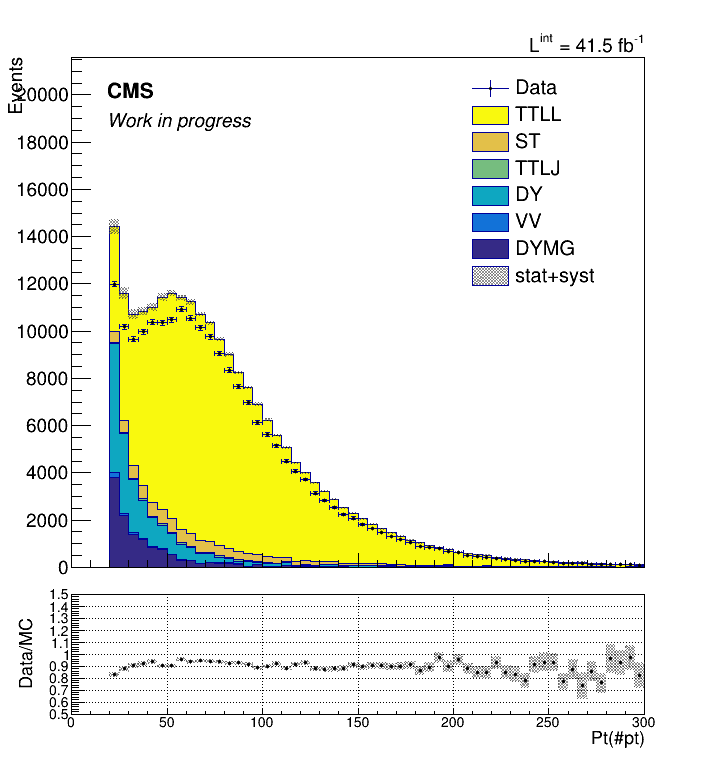 L^int = 41.5 fb^-1
Events
CMS
Work in progress
Data
TTLL
ST
TTLJ
DY
VV
DYMG
stat+syst
20000
18000
16000
14000
12000
10000
8000
6000
4000
2000
0
Data/MC
1.5
1.4
1.3
1.2
1.1
1
0.9
0.8
0.7
0.6
0.5
0 50 100 150 200 250 300
Pt(#pt)